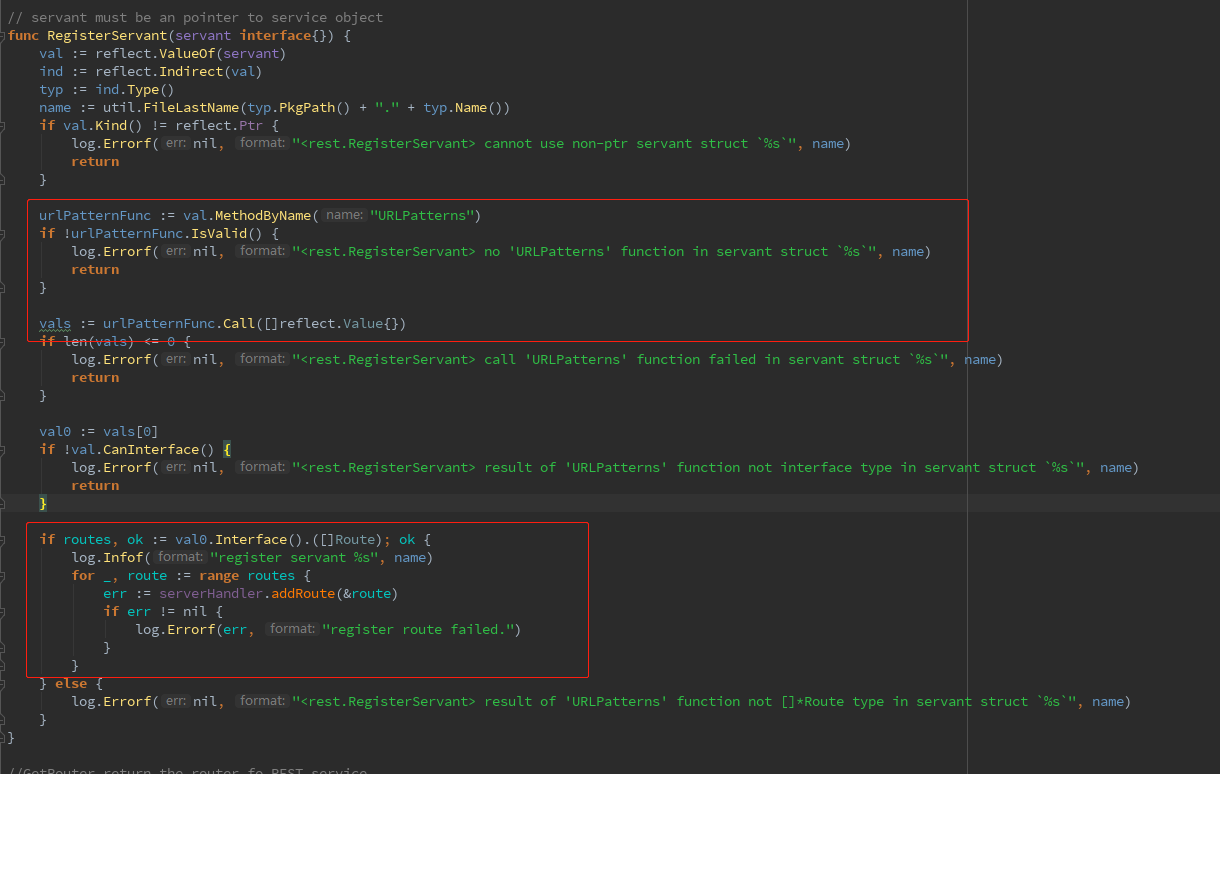 // servant must be an pointer to service object
func RegisterServant(servant interface{}) {
    val := reflect.ValueOf(servant)
    ind := reflect.Indirect(val)
    typ := ind.Type()
    name := util.FileLastName(typ.PkgPath() + "." + typ.Name())
    if val.Kind() != reflect.Ptr {
        log.Errorf( err: nil, format: "<rest.RegisterServant> cannot use non-ptr servant struct `%s`", name)
        return
    }
    urlPatternFunc := val.MethodByName( name: "URLPatterns")
    if !urlPatternFunc.IsValid() {
        log.Errorf( err: nil, format: "<rest.RegisterServant> no 'URLPatterns' function in servant struct `%s`", name)
        return
    }
    vals := urlPatternFunc.Call([]reflect.Value{})
    if len(vals) <= 0 {
        log.Errorf( err: nil, format: "<rest.RegisterServant> call 'URLPatterns' function failed in servant struct `%s`", name)
        return
    }
    val0 := vals[0]
    if !val.CanInterface() {
        log.Errorf( err: nil, format: "<rest.RegisterServant> result of 'URLPatterns' function not interface type in servant struct `%s`", name)
        return
    }
    if routes, ok := val0.Interface().([]Route); ok {
        log.Infof( format: "register servant %s", name)
        for _, route := range routes {
            err := serverHandler.addRoute(&route)
            if err != nil {
                log.Errorf(err, format: "register route failed.")
            }
        }
    } else {
        log.Errorf( err: nil, format: "<rest.RegisterServant> result of 'URLPatterns' function not []*Route type in servant struct `%s`", name)
    }
}
//GetRouter return the router fo REST service